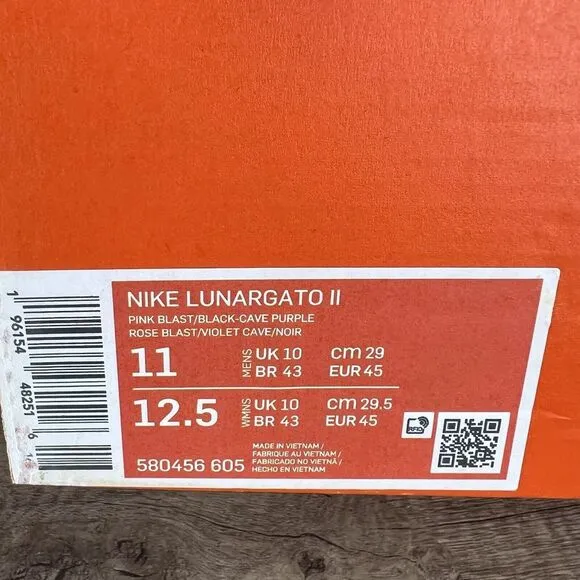 NIKE LUNARGATO II
PINK BLAST/BLACK-CAVE PURPLE
ROSE BLAST/VIOLET CAVE/NOIR
11 MENS UK 10 CM 29
BR 43 EUR 45
12.5 WMNS UK 10 CM 29.5
BR 43 EUR 45
RFID
580456 605
MADE IN VIETNAM/
FABRIQUE AU VIETNAM/
FABRICADO NO VIETNÃ/
HECHO EN VIETNAM
1 96154 48251 6